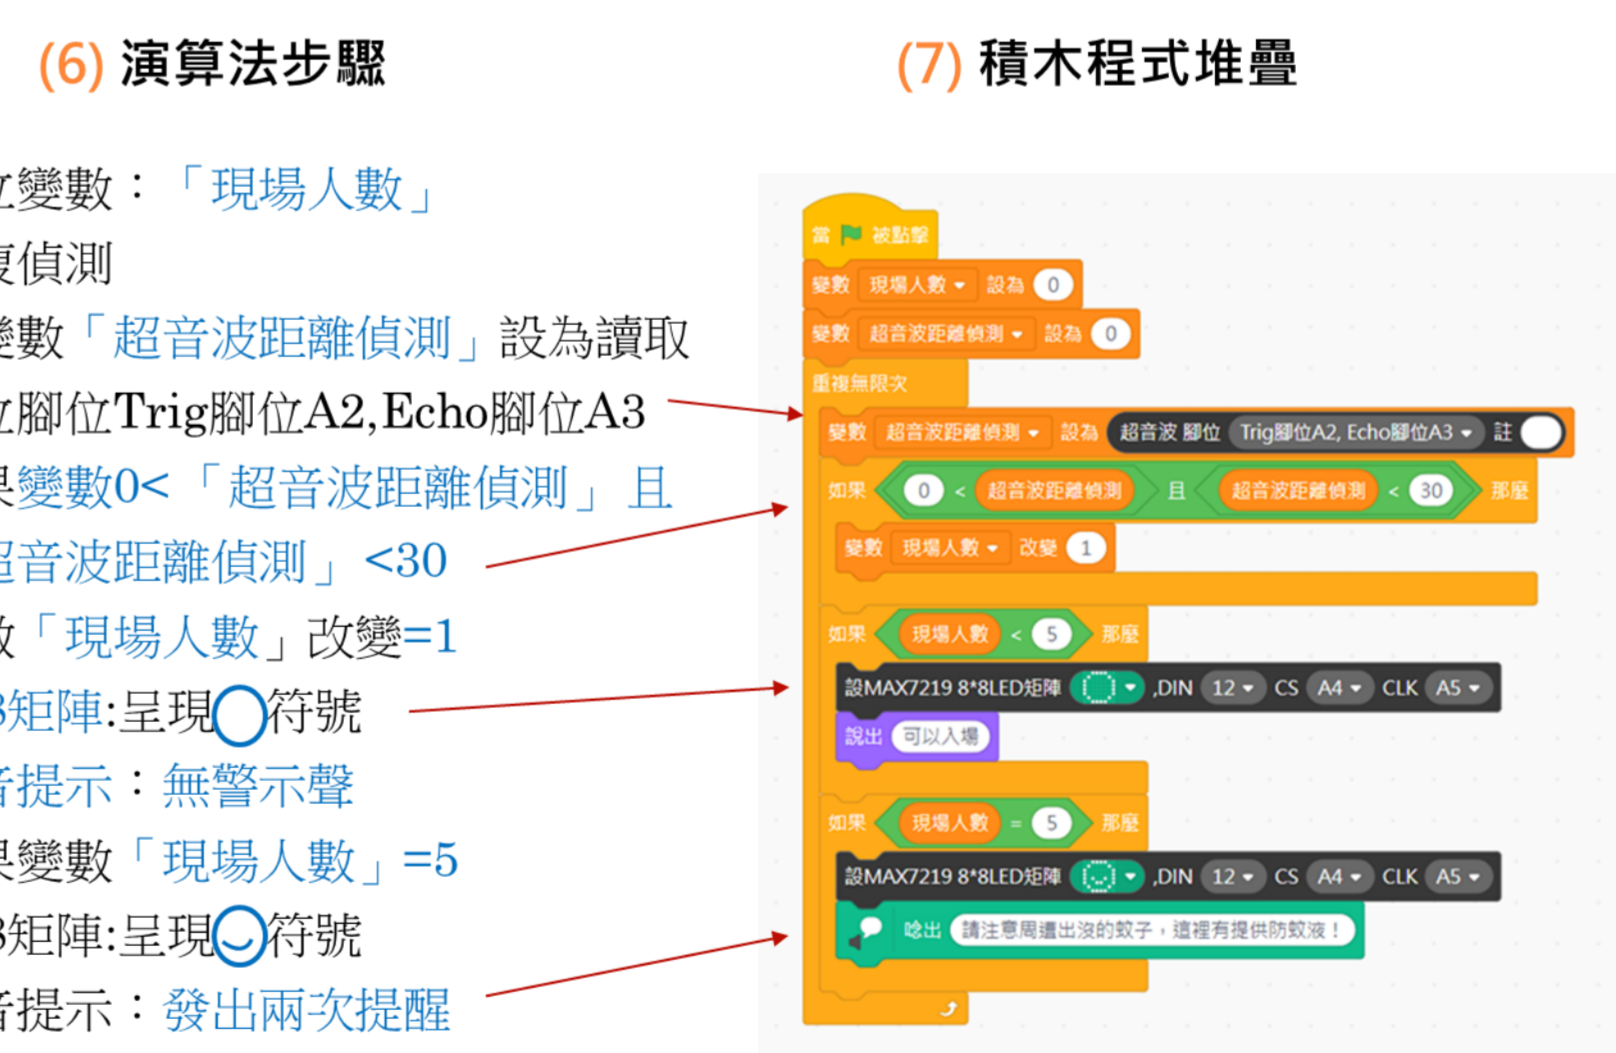 (6) 演算法步驟
立變數：「現場人數」
複偵測
變數「超音波距離偵測」設為讀取
位腳位Trig腳位A2,Echo腳位A3
果變數0<「超音波距離偵測」且
超音波距離偵測」<30
數「現場人數」改變=1
8矩陣:呈現 符號
音提示：無警示聲
果變數「現場人數」=5
8矩陣:呈現 符號
音提示：發出兩次提醒
(7) 積木程式堆疊
當 被點擊
變數 現場人數 設為 0
變數 超音波距離偵測 設為 0
重複無限次
變數 超音波距離偵測 設為 超音波 腳位 Trig腳位A2, Echo腳位A3 註
如果 0 < 超音波距離偵測 且 超音波距離偵測 < 30 那麼
變數 現場人數 改變 1
如果 現場人數 < 5 那麼
設MAX7219 8*8LED矩陣 ,DIN 12 CS A4 CLK A5
說出 可以入場
如果 現場人數 = 5 那麼
設MAX7219 8*8LED矩陣 ,DIN 12 CS A4 CLK A5
唸出 請注意周遭出沒的蚊子，這裡有提供防蚊液！